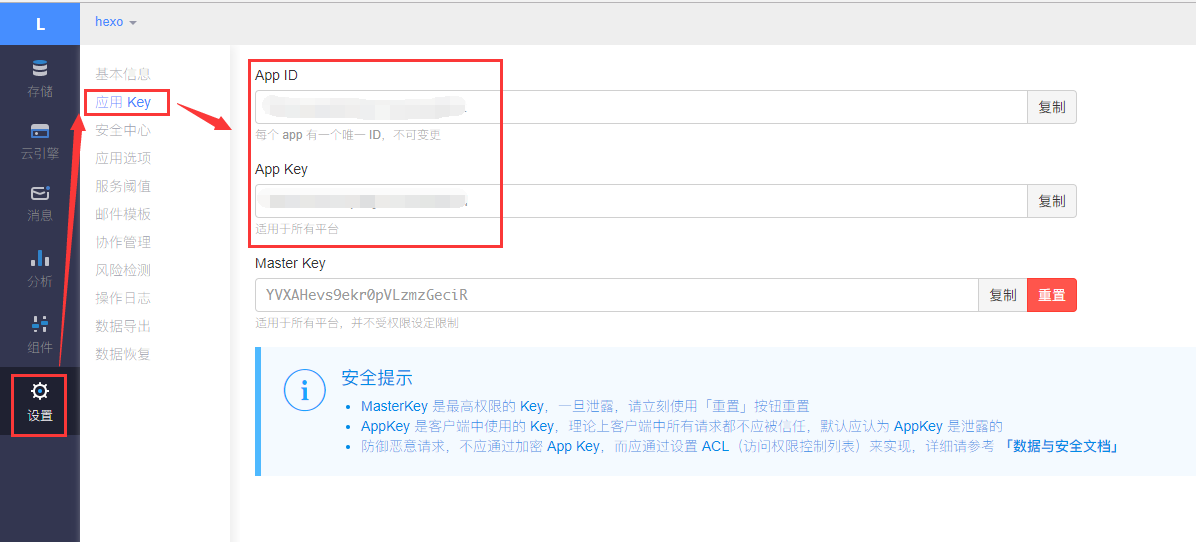 L
hexo
存储
云引擎
消息
分析
组件
设置
基本信息
应用 Key
安全中心
应用选项
服务阈值
邮件模板
协作管理
风险检测
操作日志
数据导出
数据恢复
App ID
复制
每个 app 有一个唯一 ID，不可变更
App Key
复制
适用于所有平台
Master Key
YVXAHevs9ekr0pVLzmzGeciR
复制
重置
适用于所有平台，并不受权限设定限制
安全提示
MasterKey 是最高权限的 Key，一旦泄露，请立刻使用「重置」按钮重置
AppKey 是客户端中使用的 Key，理论上客户端中所有请求都不应被信任，默认应认为 AppKey 是泄露的
防御恶意请求，不应通过加密 App Key，而应通过设置 ACL（访问权限控制列表）来实现，详细请参考 「数据与安全文档」